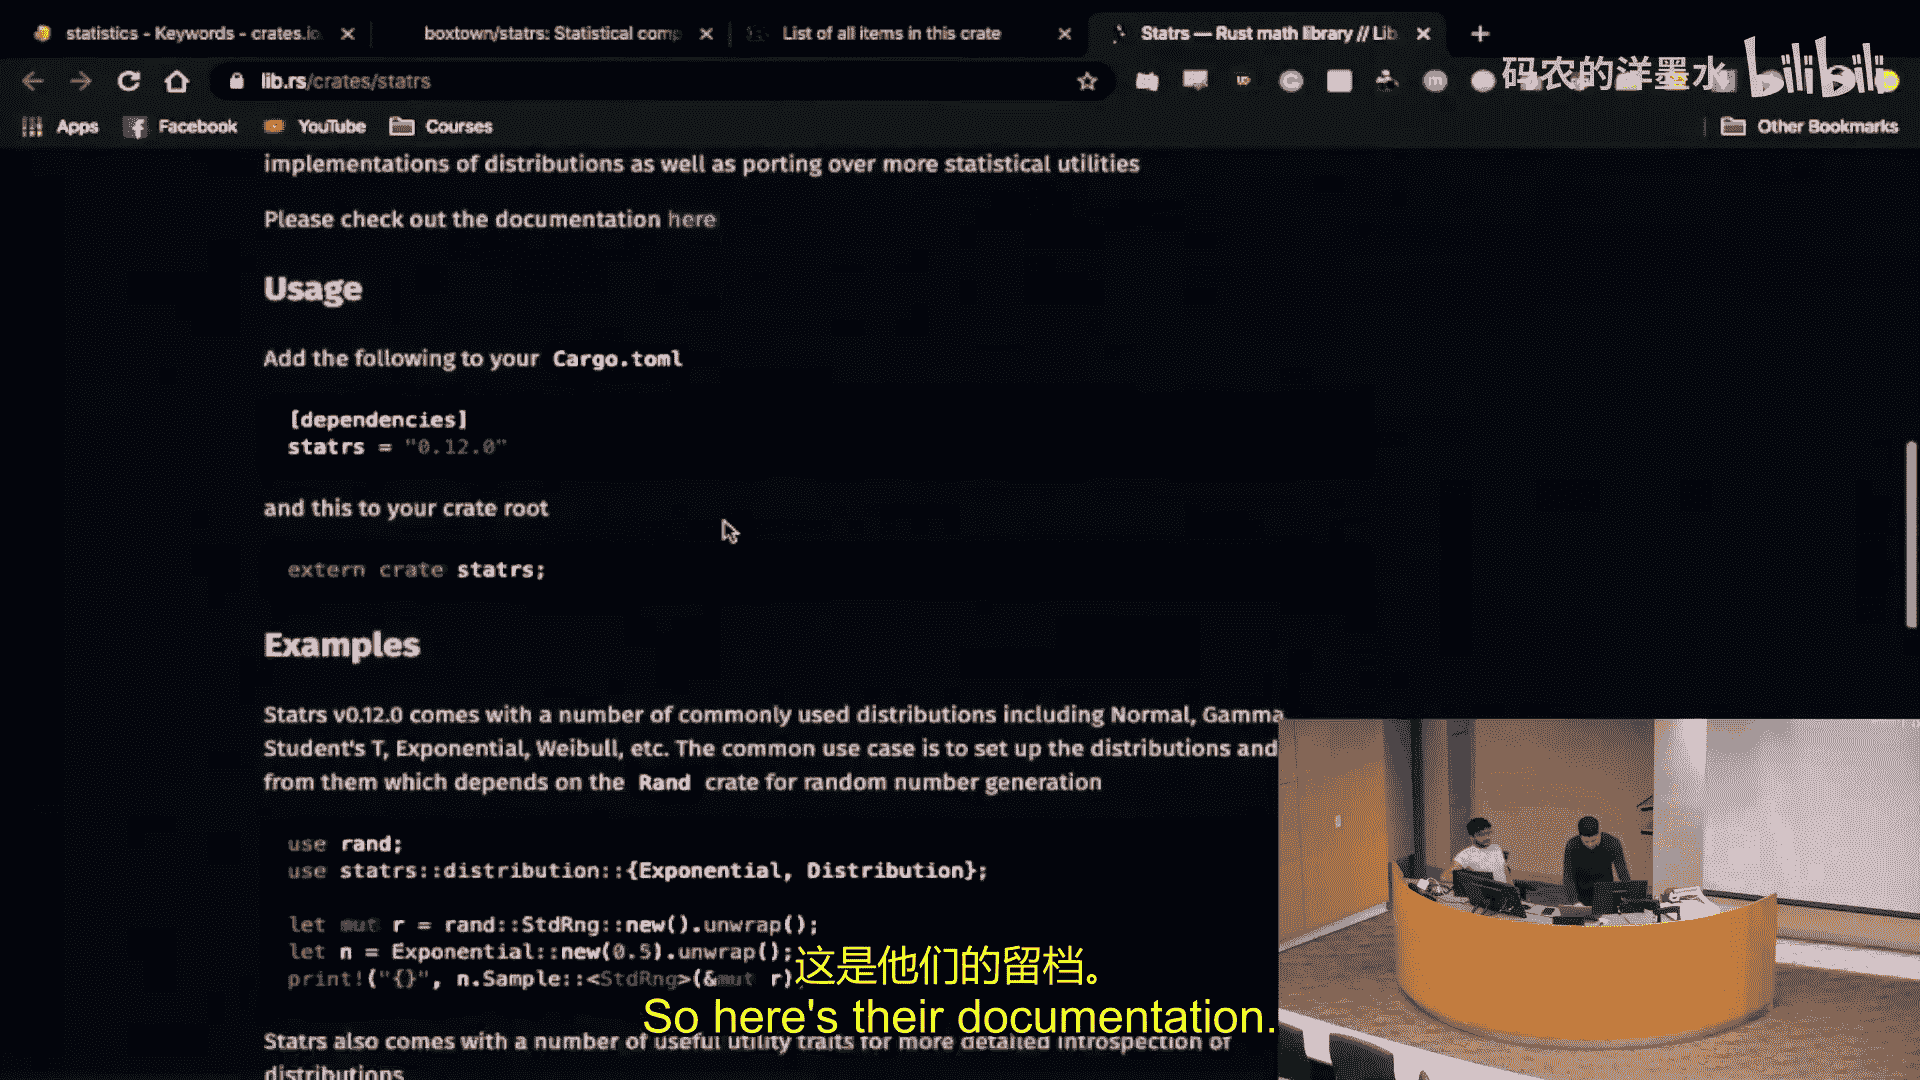 statistics - Keywords - crates.io
boxtown/statrs: Statistical comp
List of all items in this crate
Statrs — Rust math library // Lib
lib.rs/crates/statrs
码农的洋墨水 bilibili
Apps
Facebook
YouTube
Courses
Other Bookmarks
implementations of distributions as well as porting over more statistical utilities
Please check out the documentation here
Usage
Add the following to your Cargo.toml
[dependencies]
statrs = "0.12.0"
and this to your crate root
extern crate statrs;
Examples
Statrs v0.12.0 comes with a number of commonly used distributions including Normal, Gamma,
Student's T, Exponential, Weibull, etc. The common use case is to set up the distributions and
from them which depends on the Rand crate for random number generation
use rand;
use statrs::distribution::{Exponential, Distribution};
let mut r = rand::StdRng::new().unwrap();
let n = Exponential::new(0.5).unwrap();
print!("{}", n.Sample::<StdRng>(&mut r)
这是他们的留档。
So here's their documentation.
Statrs also comes with a number of useful utility traits for more detailed introspection of
distributions